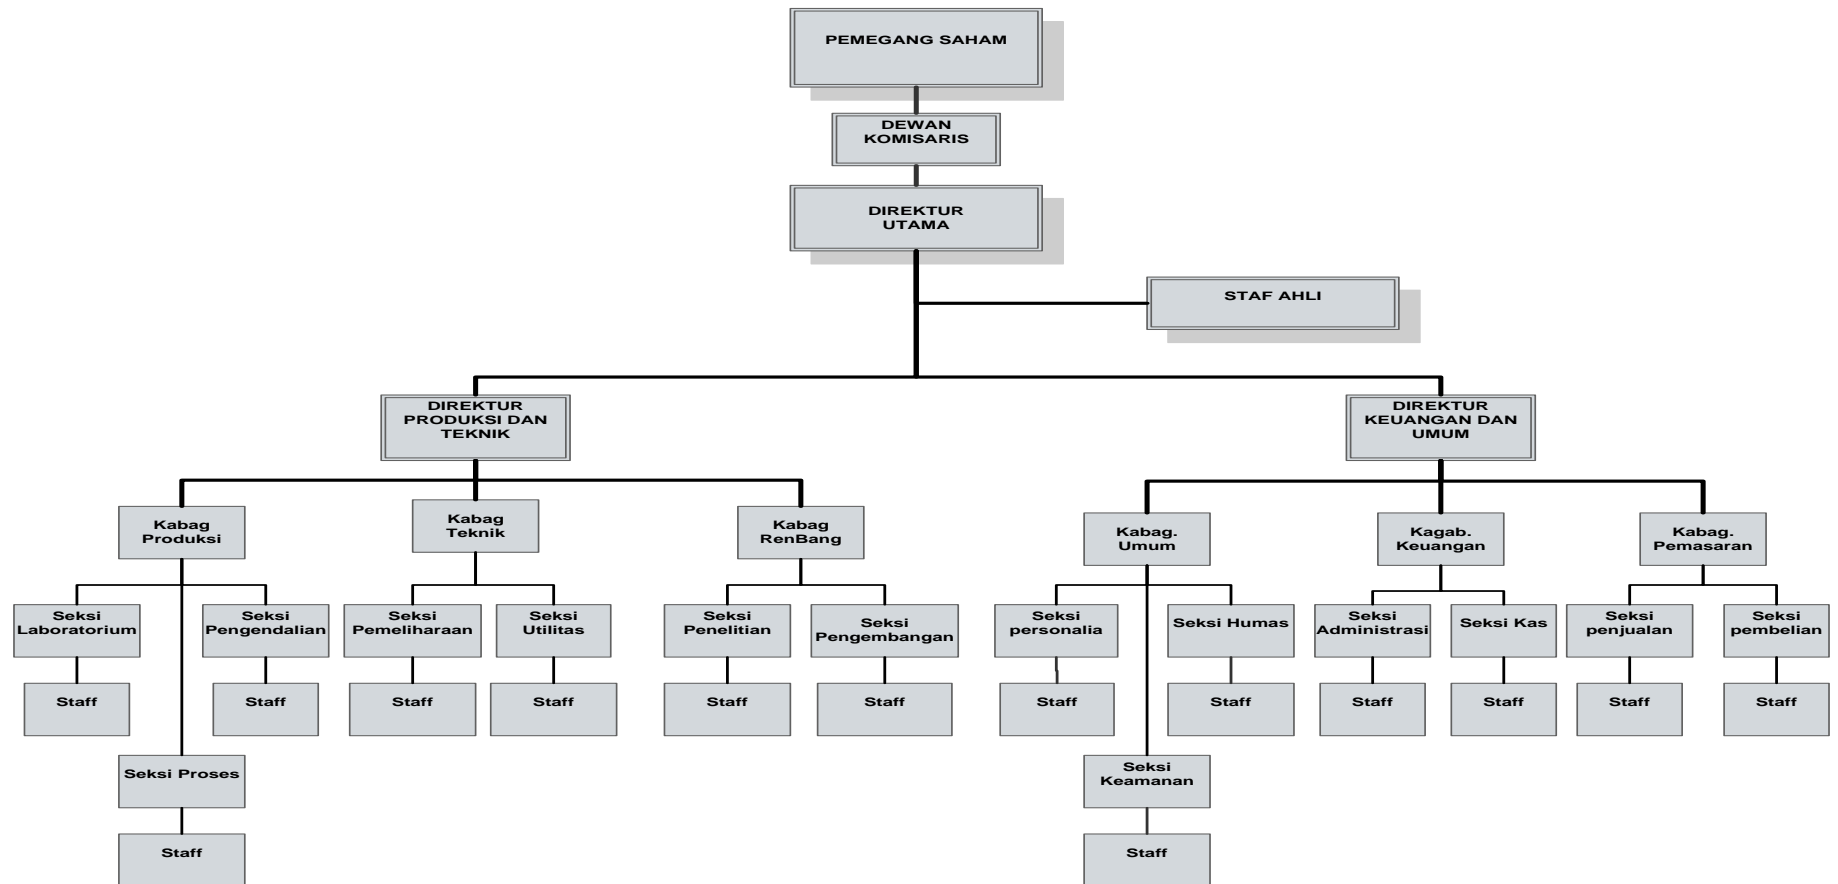 PEMEGANG SAHAM
DEWAN
KOMISARIS
DIREKTUR
UTAMA
STAF AHLI
DIREKTUR
PRODUKSI DAN
TEKNIK
DIREKTUR
KEUANGAN DAN
UMUM
Kabag
Produksi
Kabag
Teknik
Kabag
RenBang
Kabag.
Umum
Kagab.
Keuangan
Kabag.
Pemasaran
Seksi
Laboratorium
Seksi
Pengendalian
Seksi
Pemeliharaan
Seksi
Utilitas
Seksi
Penelitian
Seksi
Pengembangan
Seksi
personalia
Seksi Humas
Seksi
Administrasi
Seksi Kas
Seksi
penjualan
Seksi
pembelian
Staff
Staff
Staff
Staff
Staff
Staff
Staff
Staff
Staff
Staff
Staff
Staff
Seksi Proses
Seksi
Keamanan
Staff
Staff